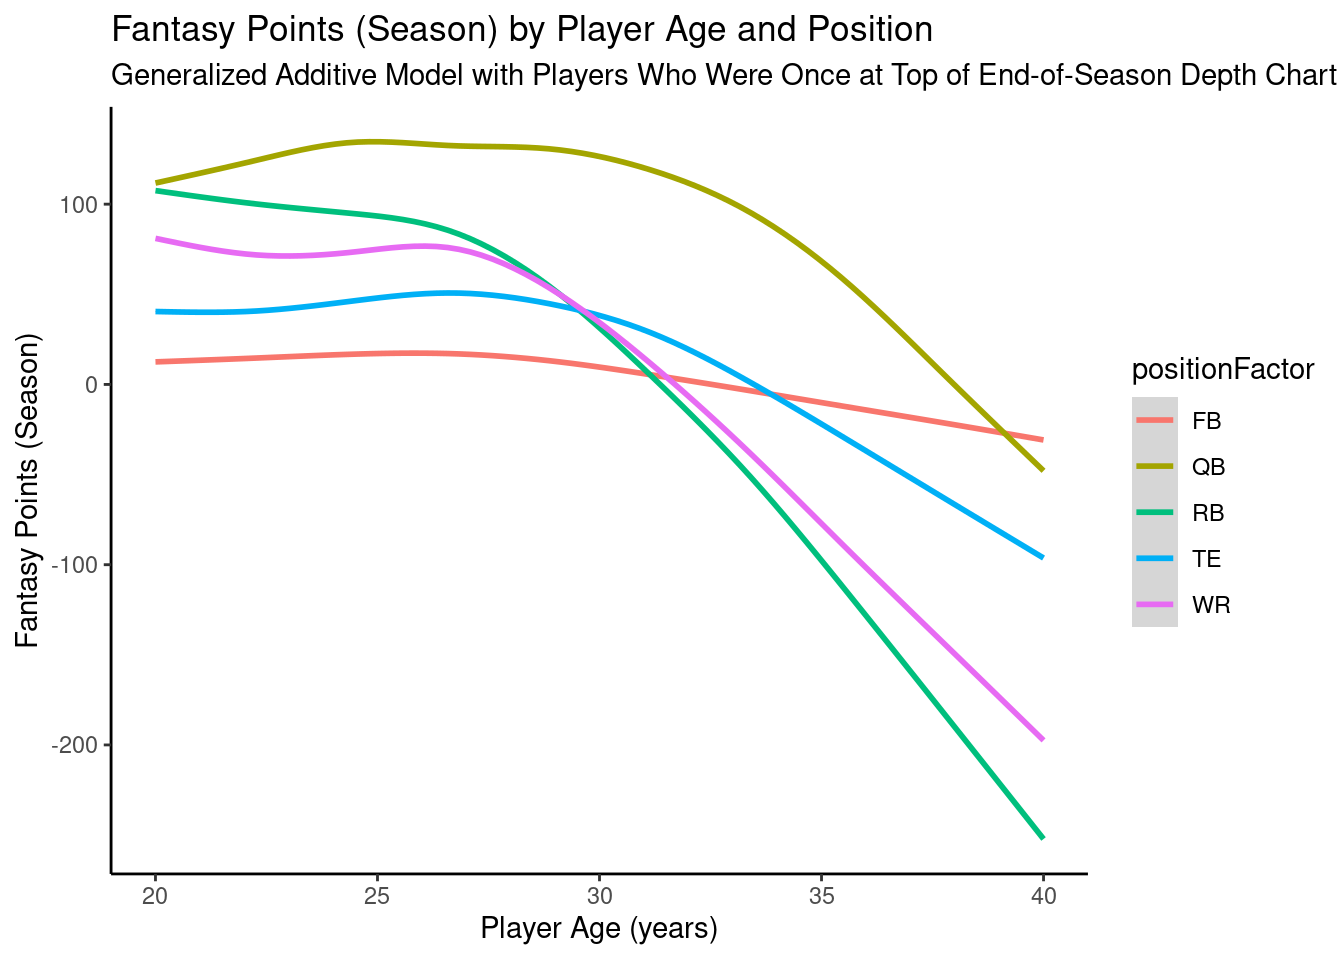 Fantasy Points (Season) by Player Age and Position
Generalized Additive Model with Players Who Were Once at Top of End-of-Season Depth Chart
Fantasy Points (Season)
100
0
-100
-200
20 25 30 35 40
Player Age (years)
positionFactor
FB
QB
RB
TE
WR